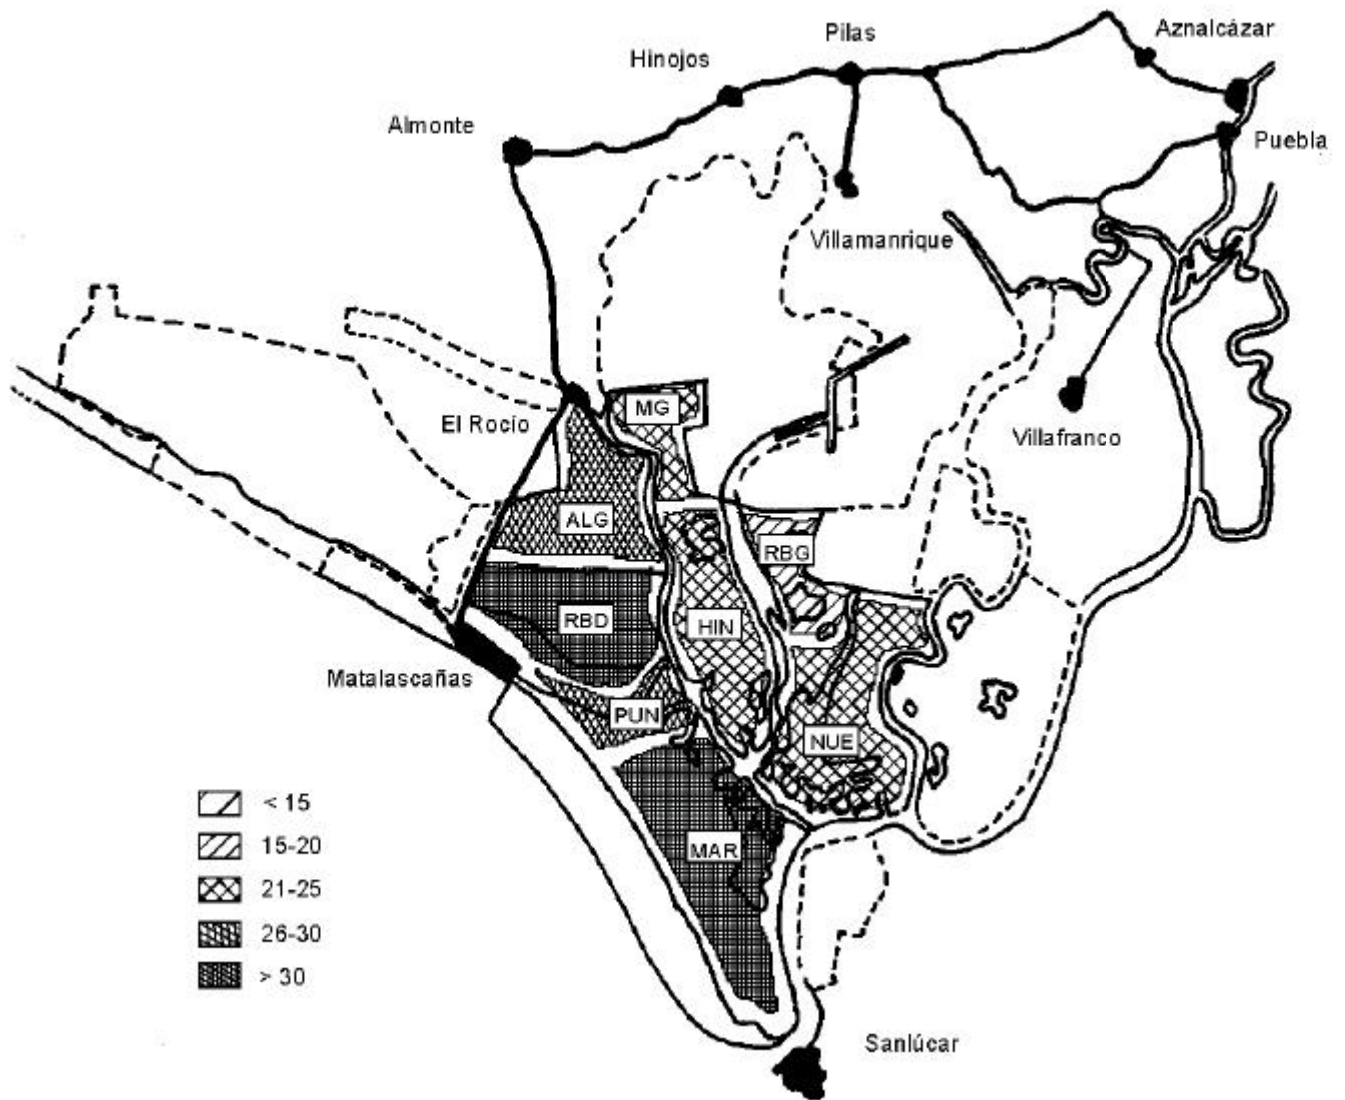 Aznalcázar
Pilas
Hinojos
Almonte
Puebla
Villamanrique
El Rocío
MG
Villafranco
ALG
RBG
RBD
HIN
Matalascañas
PUN
NUE
MAR
< 15
15-20
21-25
26-30
> 30
Sanlúcar